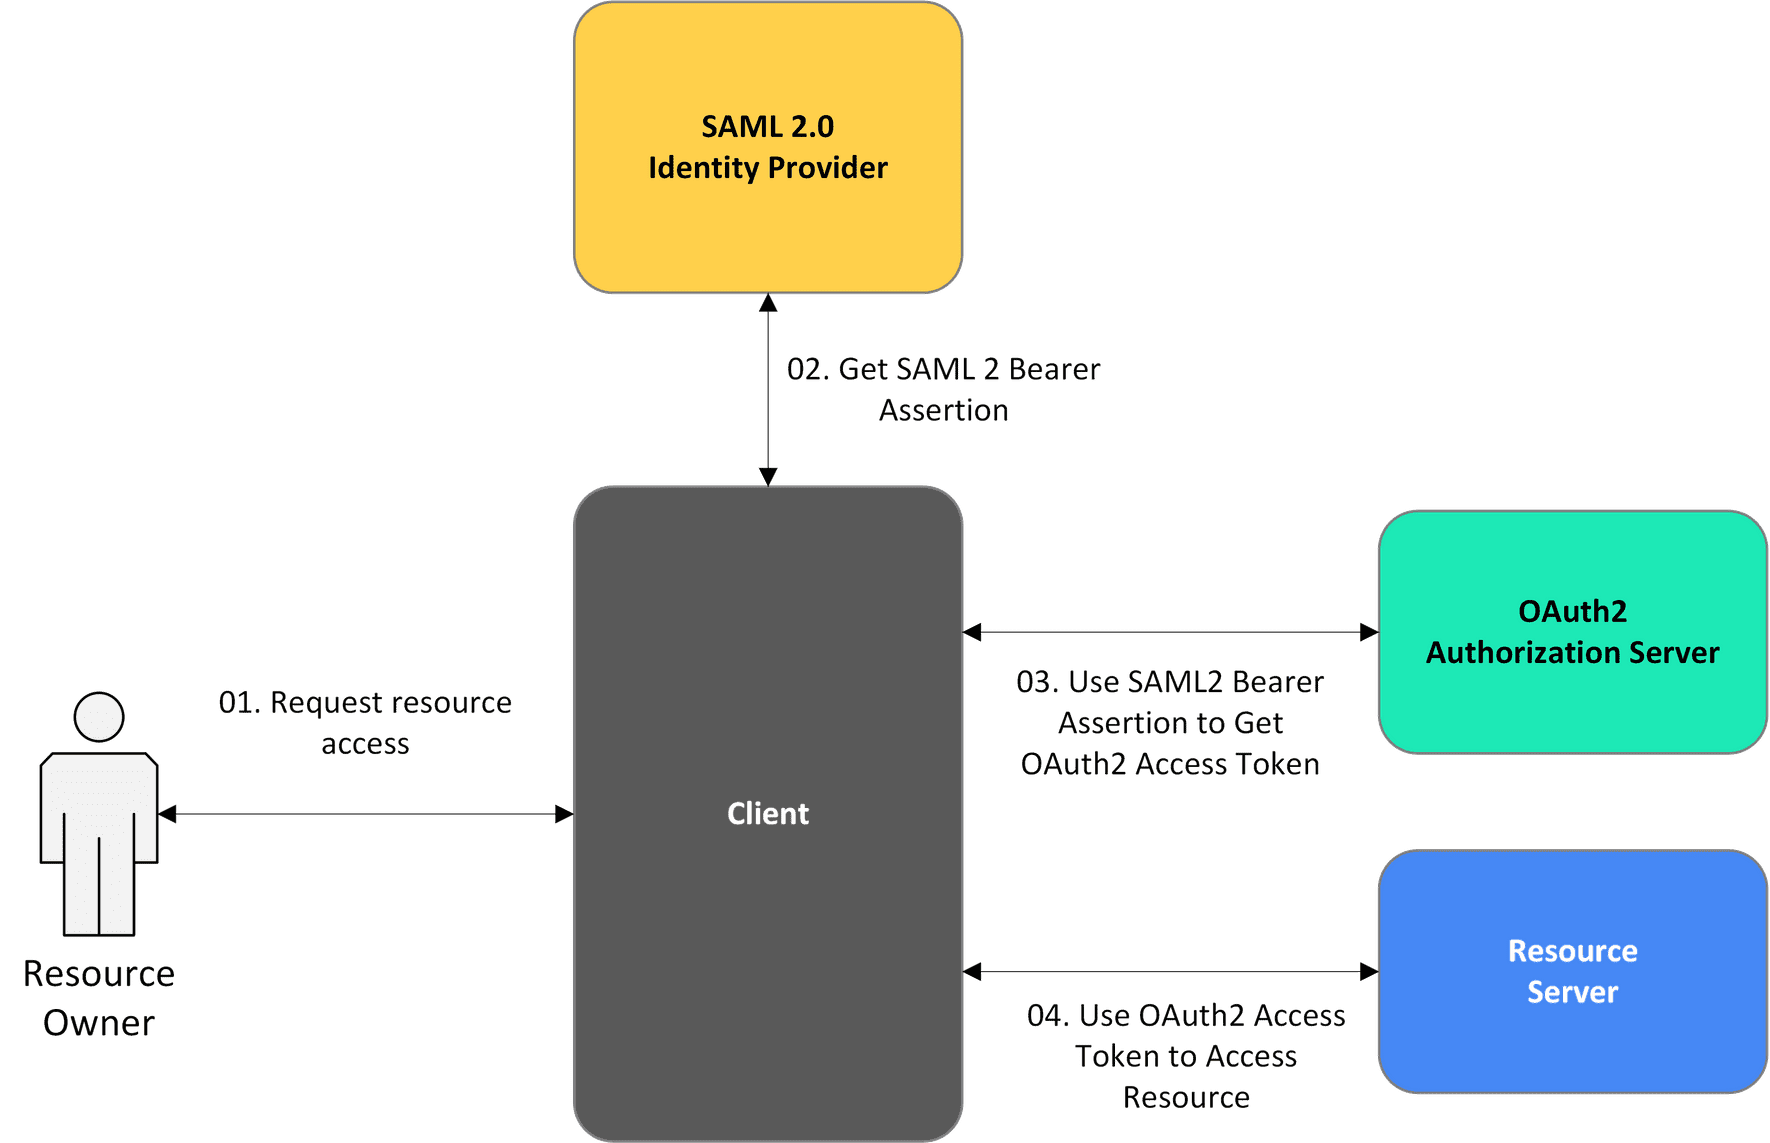 SAML 2.0
Identity Provider
02. Get SAML 2 Bearer
Assertion
OAuth2
Authorization Server
03. Use SAML2 Bearer
Assertion to Get
OAuth2 Access Token
01. Request resource
access
Client
Resource
Owner
Resource
Server
04. Use OAuth2 Access
Token to Access
Resource